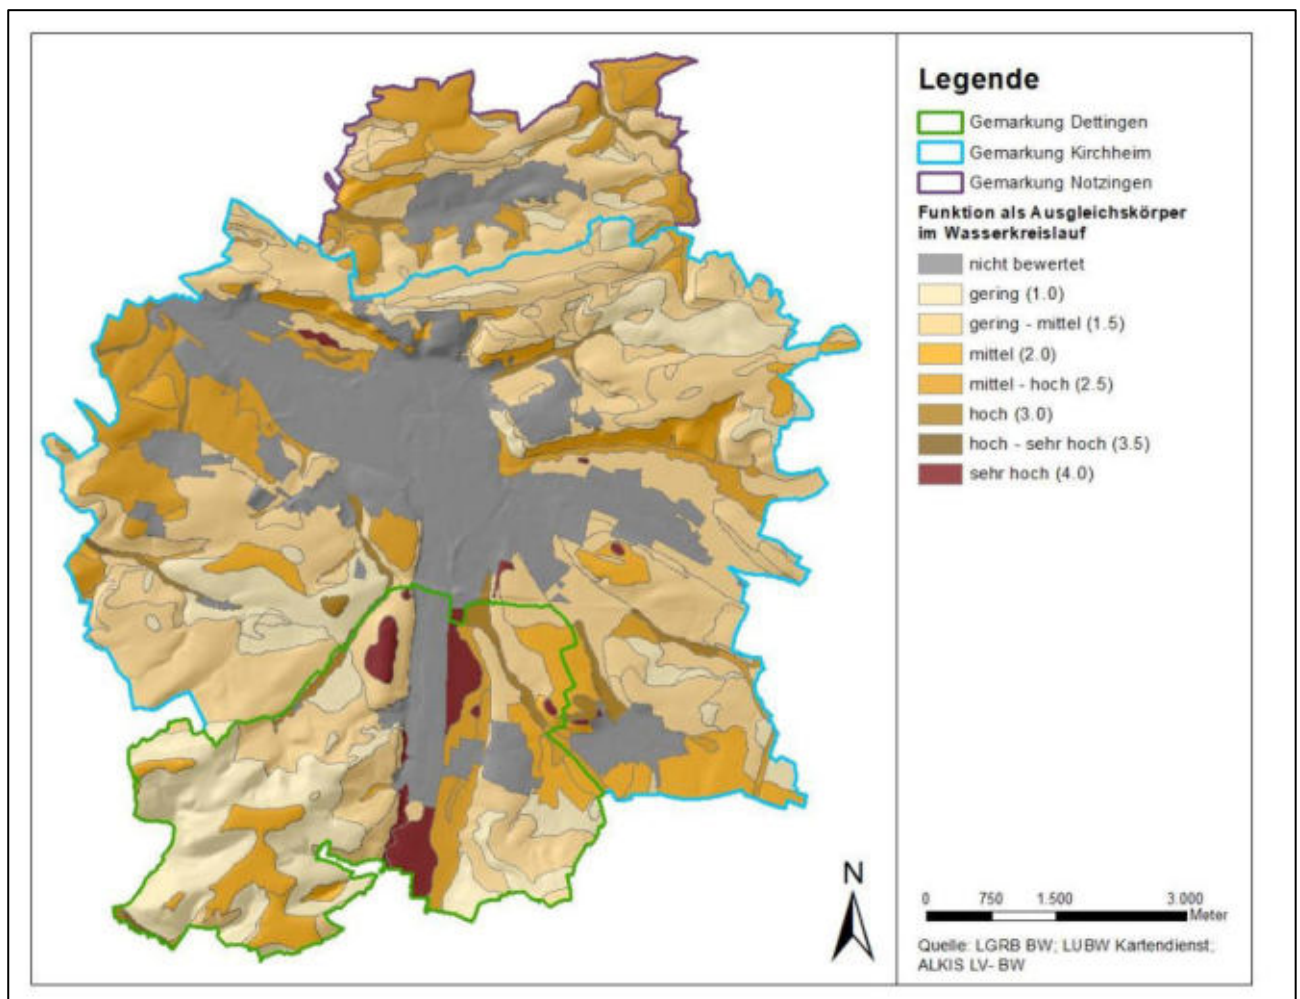 Legende
Gemarkung Dettingen
Gemarkung Kirchheim
Gemarkung Notzingen
Funktion als Ausgleichskörper
im Wasserkreislauf
nicht bewertet
gering (1.0)
gering - mittel (1.5)
mittel (2.0)
mittel - hoch (2.5)
hoch (3.0)
hoch - sehr hoch (3.5)
sehr hoch (4.0)
N
0 750 1.500 3.000
Meter
Quelle: LGRB BW; LUBW Kartendienst;
ALKIS LV- BW